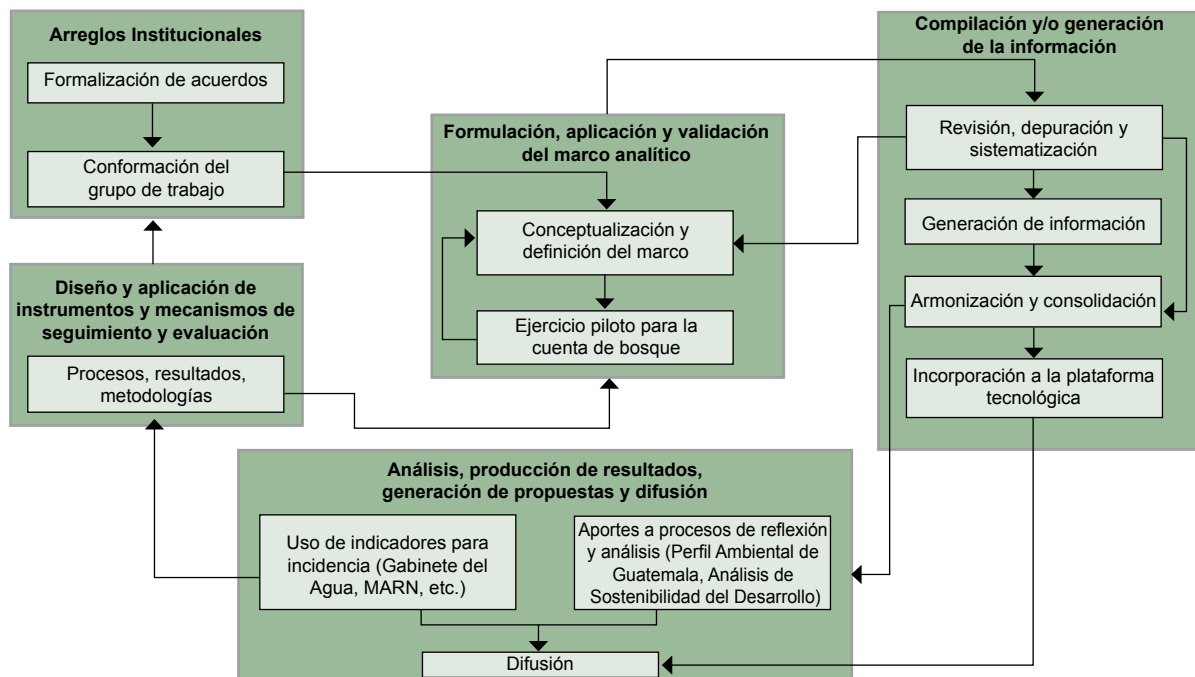 Arreglos Institucionales
Formalización de acuerdos
Conformación del
grupo de trabajo
Diseño y aplicación de
instrumentos y mecanismos de
seguimiento y evaluación
Procesos, resultados,
metodologías
Formulación, aplicación y validación
del marco analítico
Conceptualización y
definición del marco
Ejercicio piloto para la
cuenta de bosque
Compilación y/o generación
de la información
Revisión, depuración y
sistematización
Generación de información
Armonización y consolidación
Incorporación a la plataforma
tecnológica
Análisis, producción de resultados,
generación de propuestas y difusión
Uso de indicadores para
incidencia (Gabinete del
Agua, MARN, etc.)
Aportes a procesos de reflexión
y análisis (Perfil Ambiental de
Guatemala, Análisis de
Sostenibilidad del Desarrollo)
Difusión